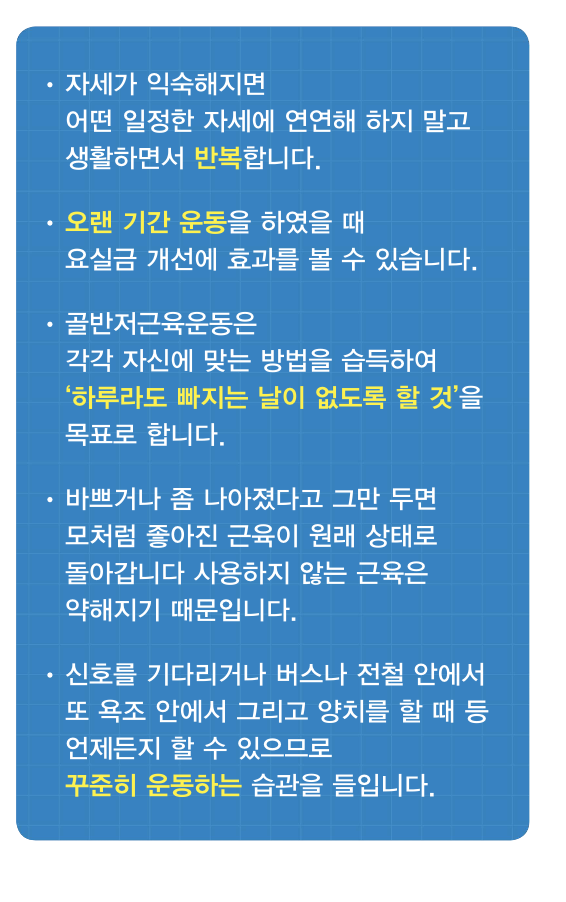 • 자세가 익숙해지면
어떤 일정한 자세에 연연해 하지 말고
생활하면서 반복합니다.
• 오랜 기간 운동을 하였을 때
요실금 개선에 효과를 볼 수 있습니다.
• 골반저근육운동은
각각 자신에 맞는 방법을 습득하여
‘하루라도 빠지는 날이 없도록 할 것’을
목표로 합니다.
• 바쁘거나 좀 나아졌다고 그만 두면
모처럼 좋아진 근육이 원래 상태로
돌아갑니다 사용하지 않는 근육은
약해지기 때문입니다.
• 신호를 기다리거나 버스나 전철 안에서
또 욕조 안에서 그리고 양치를 할 때 등
언제든지 할 수 있으므로
꾸준히 운동하는 습관을 들입니다.